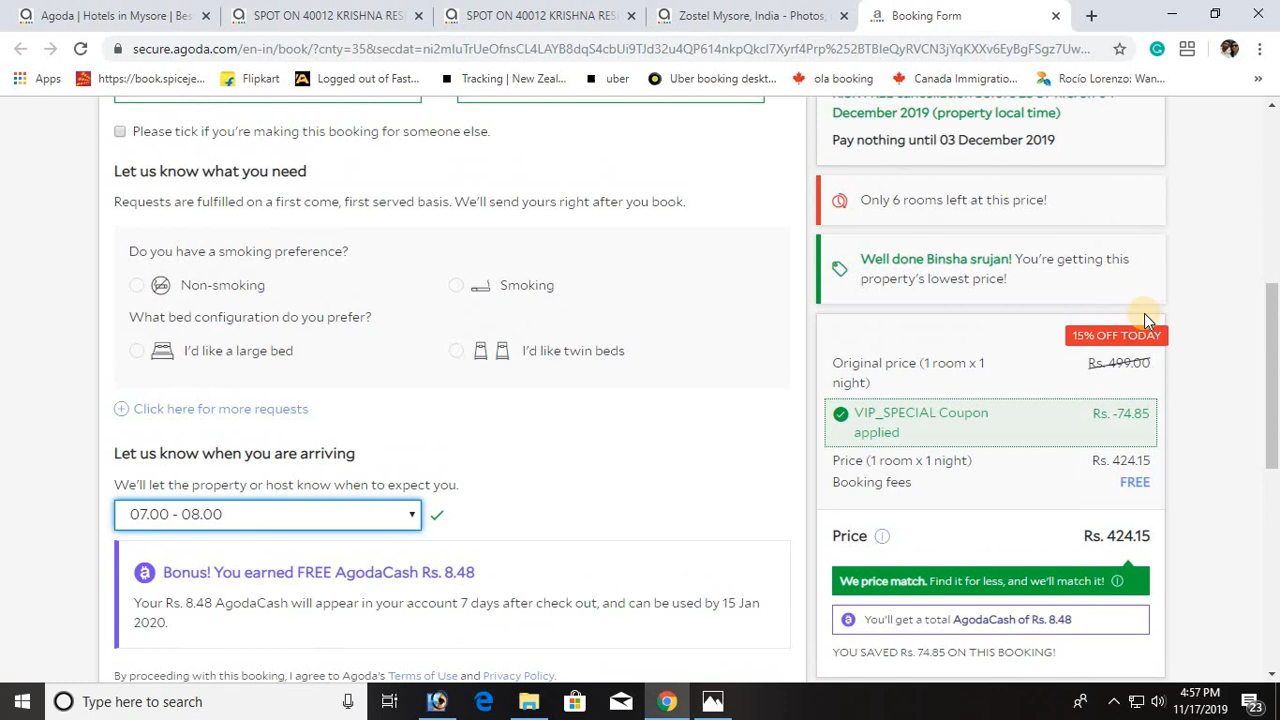 Agoda | Hotels in Mysore | Bes
SPOT ON 40012 KRISHNA RES
SPOT ON 40012 KRISHNA RES
Zostel Mysore, India - Photos,
Booking Form
secure.agoda.com/en-in/book/?cnty=35&secdat=ni2mIuTrUeOfnsCL4LAYB8dqS4cbUi9TJd32u4QP614nkpQkcI7Xyf4Prp%252BTBIeQyRVCN3jYqKXXv6EyBgFSgz7Uw...
Apps
https://book.spiceje...
Flipkart
Logged out of Fast...
Tracking | New Zeal...
uber
Uber booking deskt...
ola booking
Canada Immigratio...
Rocío Lorenzo: Wan...
»
Please tick if you're making this booking for someone else.
Let us know what you need
Requests are fulfilled on a first come, first served basis. We'll send yours right after you book.
Do you have a smoking preference?
Non-smoking
Smoking
What bed configuration do you prefer?
I'd like a large bed
I'd like twin beds
Click here for more requests
Let us know when you are arriving
We'll let the property or host know when to expect you.
07.00 - 08.00
Bonus! You earned FREE AgodaCash Rs. 8.48
Your Rs. 8.48 AgodaCash will appear in your account 7 days after check out, and can be used by 15 Jan
2020.
By proceeding with this booking, I agree to Agoda's Terms of Use and Privacy Policy.
December 2019 (property local time)
Pay nothing until 03 December 2019
Only 6 rooms left at this price!
Well done Binsha srujan! You're getting this
property's lowest price!
15% OFF TODAY
Original price (1 room x 1
night)
Rs. 499.00
VIP_SPECIAL Coupon
applied
Rs. -74.85
Price (1 room x 1 night)
Rs. 424.15
Booking fees
FREE
Price
Rs. 424.15
We price match. Find it for less, and we'll match it!
You'll get a total AgodaCash of Rs. 8.48
YOU SAVED Rs. 74.85 ON THIS BOOKING!
Type here to search
4:57 PM
11/17/2019
23